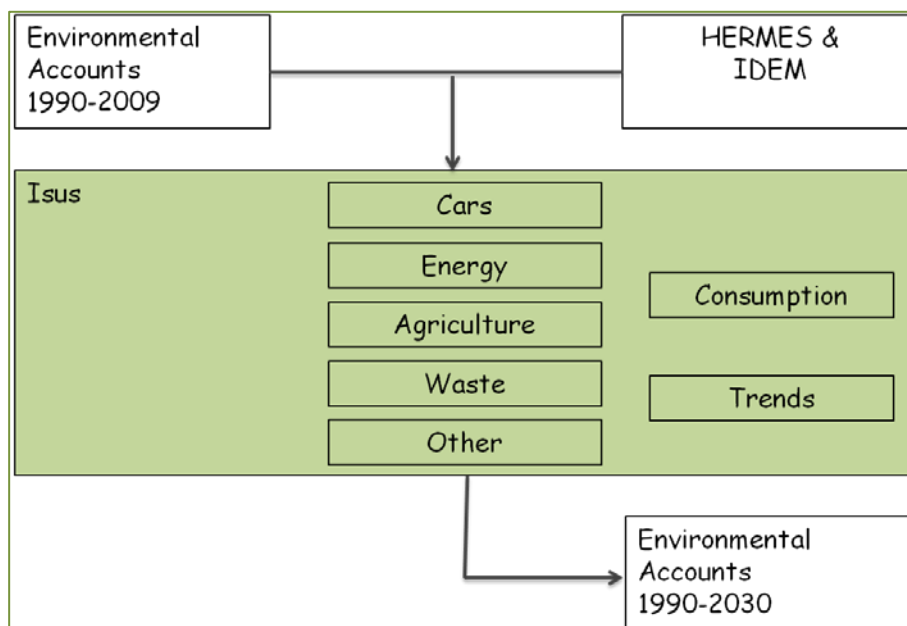 Environmental
Accounts
1990-2009
HERMES &
IDEM
Isus
Cars
Energy
Agriculture
Waste
Other
Consumption
Trends
Environmental
Accounts
1990-2030